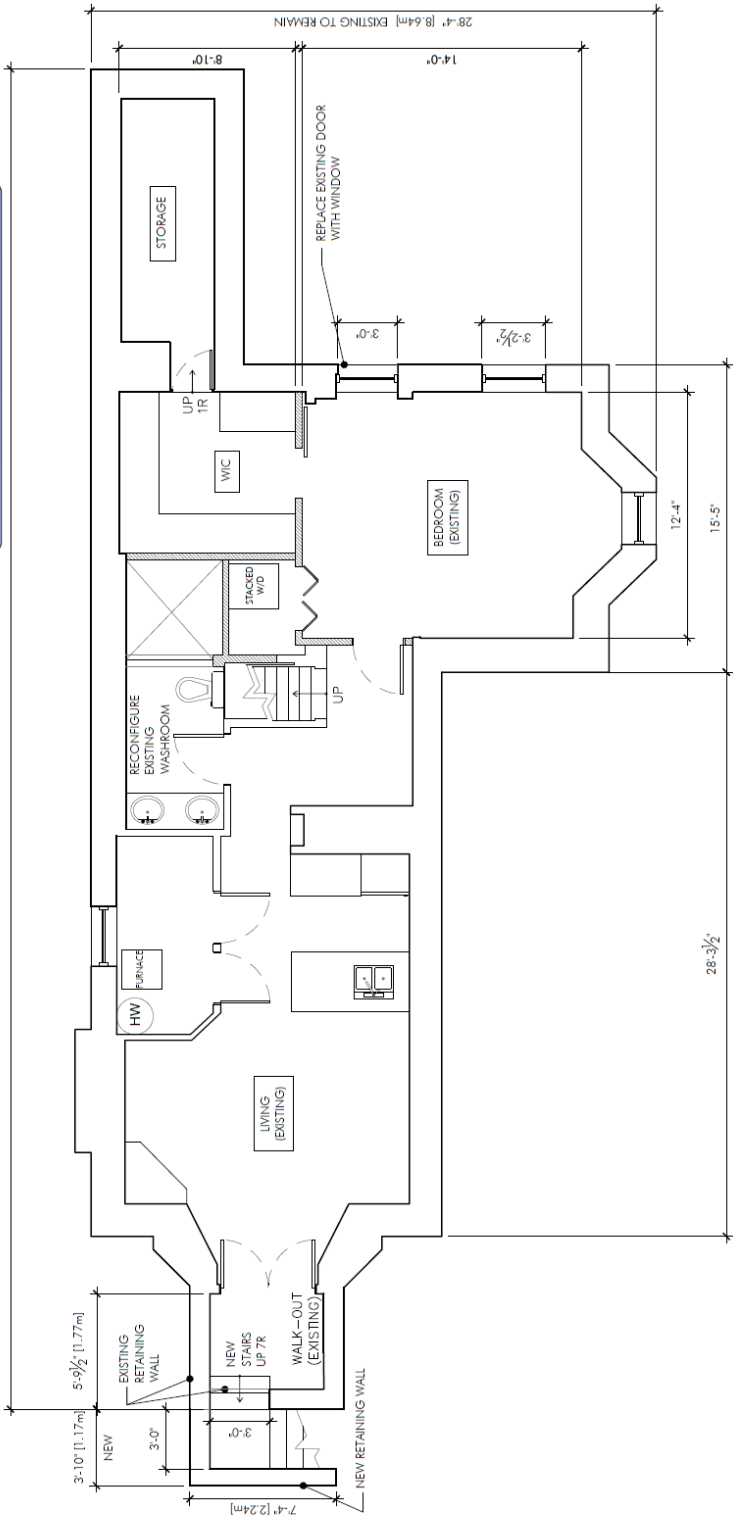 28'-4" [8.64m] EXISTING TO REMAIN
8'-10"
14'-0"
STORAGE
REPLACE EXISTING DOOR
WITH WINDOW
3'-0"
3'-2½"
UP
1R
WIC
BEDROOM
(EXISTING)
12'-4"
15'-5"
STACKED
W/D
RECONFIGURE
EXISTING
WASHROOM
UP
FURNACE
HW
LIVING
(EXISTING)
28'-3½"
5'-9½" [1.77m]
EXISTING
RETAINING
WALL
NEW
STAIRS
UP 7R
WALK-OUT
(EXISTING)
3'-10" [1.17m]
NEW
3'-0"
3'-0"
NEW RETAINING WALL
7'-4" [2.24m]